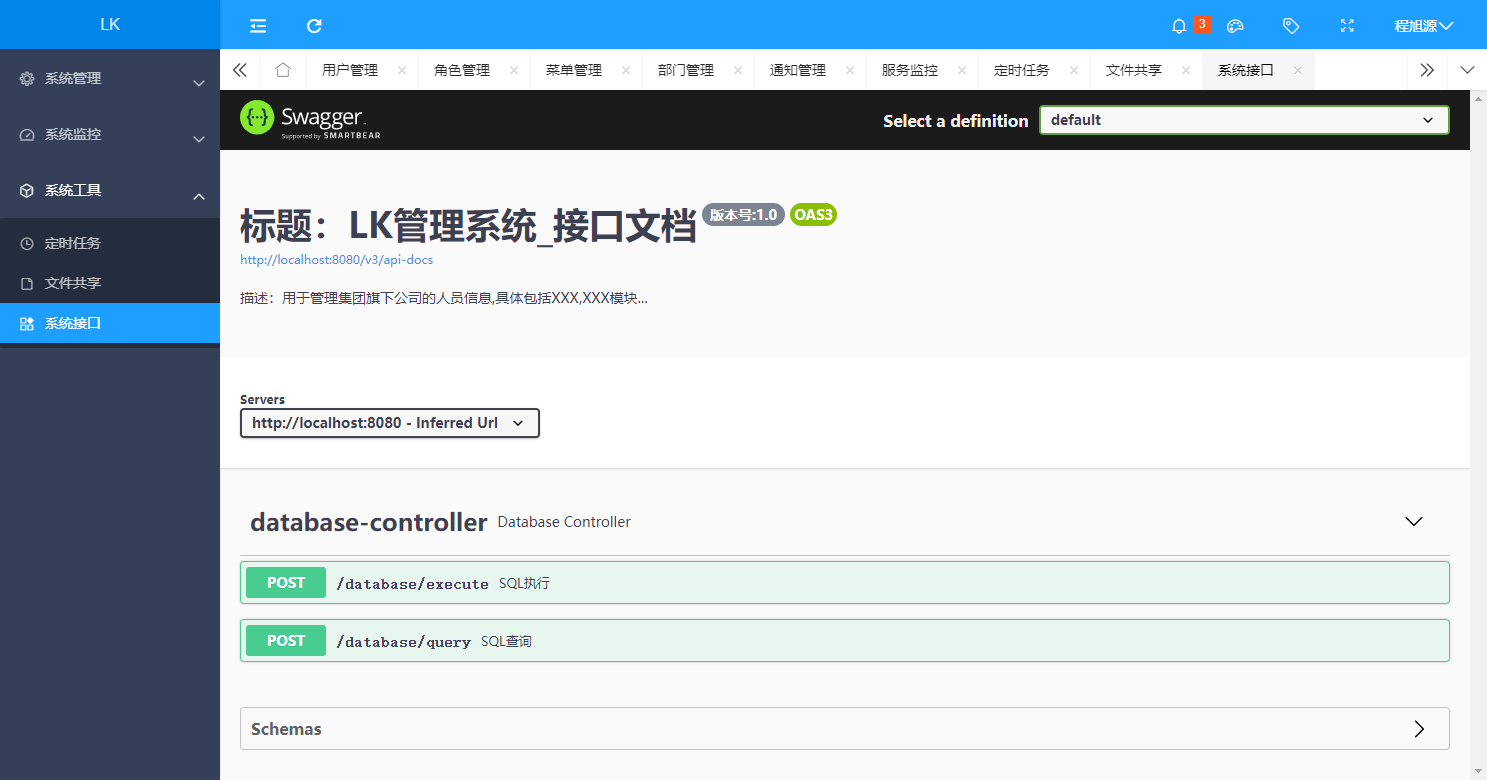 LK
3
程旭源
系统管理
系统监控
系统工具
定时任务
文件共享
系统接口
用户管理
角色管理
菜单管理
部门管理
通知管理
服务监控
定时任务
文件共享
系统接口
Swagger.
Supported by SMARTBEAR
Select a definition
default
标题：LK管理系统_接口文档 版本号:1.0 OAS3
http://localhost:8080/v3/api-docs
描述：用于管理集团旗下公司的人员信息,具体包括XXX,XXX模块...
Servers
http://localhost:8080 - Inferred Url
database-controller Database Controller
POST /database/execute SQL执行
POST /database/query SQL查询
Schemas